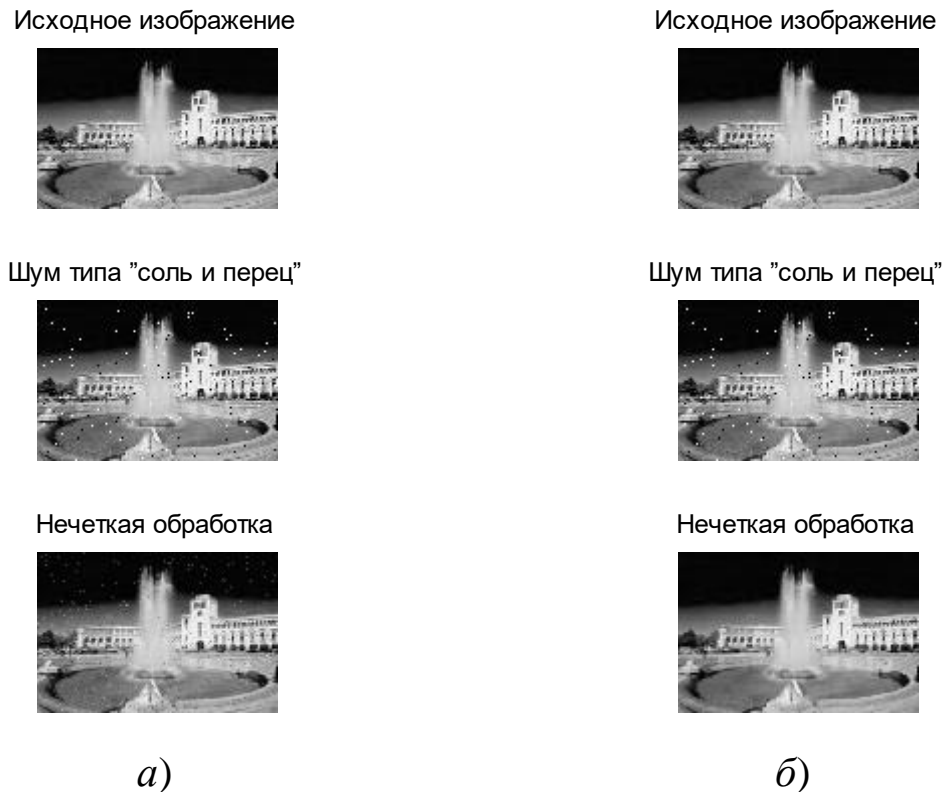 Исходное изображение
Исходное изображение
Шум типа ”соль и перец”
Шум типа ”соль и перец”
Нечеткая обработка
Нечеткая обработка
а)
б)